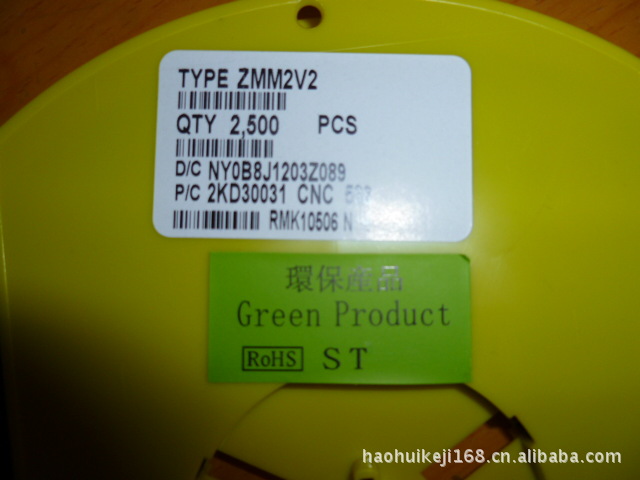 TYPE ZMM2V2
QTY 2,500 PCS
D/C NY0B8J1203Z089
P/C 2KD30031 CNC
RMK10506 N
環保產品
Green Product
RoHS ST
haohuikeji168.cn.alibaba.com